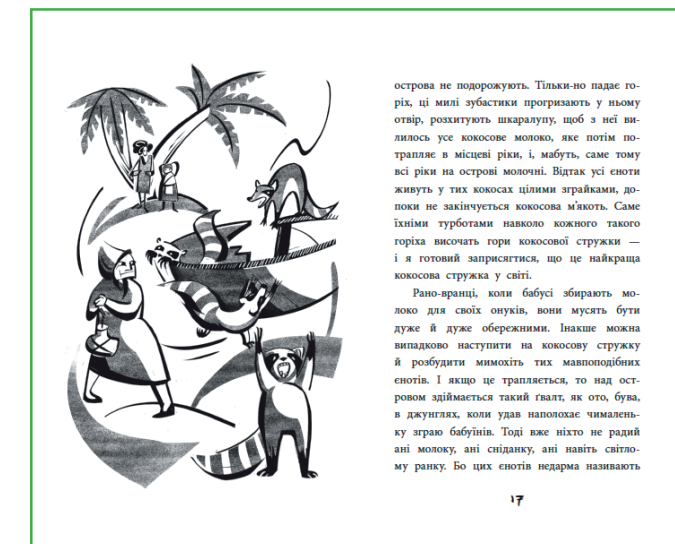 острова не подорожують. Тільки-но падає го-
ріх, ці милі зубастики прогризають у ньому
отвір, розхитують шкаралупу, щоб з неї ви-
лилось усе кокосове молоко, яке потім по-
трапляє в місцеві ріки, і, мабуть, саме тому
всі ріки на острові молочні. Відтак усі єноти
живуть у тих кокосах цілими зграйками, до-
поки не закінчується кокосова м’якоть. Саме
їхніми турботами навколо кожного такого
горіха височать гори кокосової стружки —
і я готовий заприсягтися, що це найкраща
кокосова стружка у світі.
Рано-вранці, коли бабусі збирають мо-
локо для своїх онуків, вони мусять бути
дуже й дуже обережними. Інакше можна
випадково наступити на кокосову стружку
й розбудити мимохіть тих мавпоподібних
єнотів. І якщо це трапляється, то над ост-
ровом здіймається такий ґвалт, як ото, бува,
в джунглях, коли удав наполохає чимález-
ку зграю бабуїнів. Тоді вже ніхто не радий
ані молоку, ані сніданку, ані навіть світло-
му ранку. Бо цих єнотів недарма називають
17